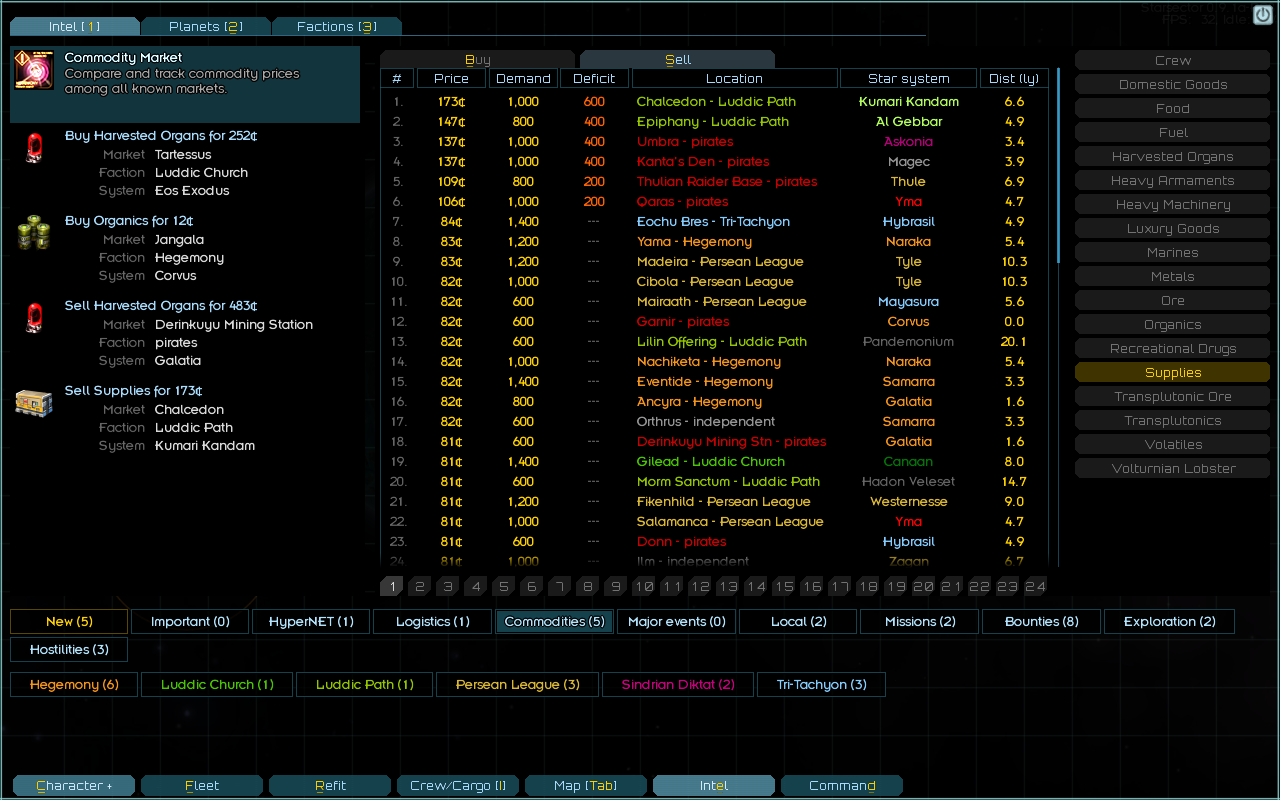 Starsector 0.9.1a
FPS: 32, Idle:
Intel [1] Planets [2] Factions [3]
Commodity Market
Compare and track commodity prices
among all known markets.
Buy Harvested Organs for 252¢
Market Tartessus
Faction Luddic Church
System Eos Exodus
Buy Organics for 12¢
Market Jangala
Faction Hegemony
System Corvus
Sell Harvested Organs for 483¢
Market Derinkuyu Mining Station
Faction pirates
System Galatia
Sell Supplies for 173¢
Market Chalcedon
Faction Luddic Path
System Kumari Kandam
Buy Sell
# Price Demand Deficit Location Star system Dist (ly)
1. 173¢ 1,000 600 Chalcedon - Luddic Path Kumari Kandam 6.6
2. 147¢ 800 400 Epiphany - Luddic Path Al Gebbar 4.9
3. 137¢ 1,000 400 Umbra - pirates Askonia 3.4
4. 137¢ 1,000 400 Kanta's Den - pirates Magec 3.9
5. 109¢ 800 200 Thulian Raider Base - pirates Thule 6.9
6. 106¢ 1,000 200 Qaras - pirates Yma 4.7
7. 84¢ 1,400 --- Eochu Bres - Tri-Tachyon Hybrasil 4.9
8. 83¢ 1,200 --- Yama - Hegemony Naraka 5.4
9. 83¢ 1,200 --- Madeira - Persean League Tyle 10.3
10. 82¢ 1,000 --- Cibola - Persean League Tyle 10.3
11. 82¢ 600 --- Mairaath - Persean League Mayasura 5.6
12. 82¢ 600 --- Garnir - pirates Corvus 0.0
13. 82¢ 600 --- Lilin Offering - Luddic Path Pandemonium 20.1
14. 82¢ 1,000 --- Nachiketa - Hegemony Naraka 5.4
15. 82¢ 1,400 --- Eventide - Hegemony Samarra 3.3
16. 82¢ 800 --- Ancyra - Hegemony Galatia 1.6
17. 82¢ 600 --- Orthrus - independent Samarra 3.3
18. 81¢ 600 --- Derinkuyu Mining Stn - pirates Galatia 1.6
19. 81¢ 1,400 --- Gilead - Luddic Church Canaan 8.0
20. 81¢ 600 --- Morm Sanctum - Luddic Path Hadon Veleset 14.7
21. 81¢ 1,200 --- Fikenhild - Persean League Westernesse 9.0
22. 81¢ 1,000 --- Salamanca - Persean League Yma 4.7
23. 81¢ 600 --- Donn - pirates Hybrasil 4.9
24 81¢ 1,000 --- Ilm - independent Zagan 6.7
1 2 3 4 5 6 7 8 9 10 11 12 13 14 15 16 17 18 19 20 21 22 23 24
Crew
Domestic Goods
Food
Fuel
Harvested Organs
Heavy Armaments
Heavy Machinery
Luxury Goods
Marines
Metals
Ore
Organics
Recreational Drugs
Supplies
Transplutonic Ore
Transplutonics
Volatiles
Volturnian Lobster
New (5) Important (0) HyperNET (1) Logistics (1) Commodities (5) Major events (0) Local (2) Missions (2) Bounties (8) Exploration (2)
Hostilities (3)
Hegemony (6) Luddic Church (1) Luddic Path (1) Persean League (3) Sindrian Diktat (2) Tri-Tachyon (3)
Character + Fleet Refit Crew/Cargo [I] Map [Tab] Intel Command